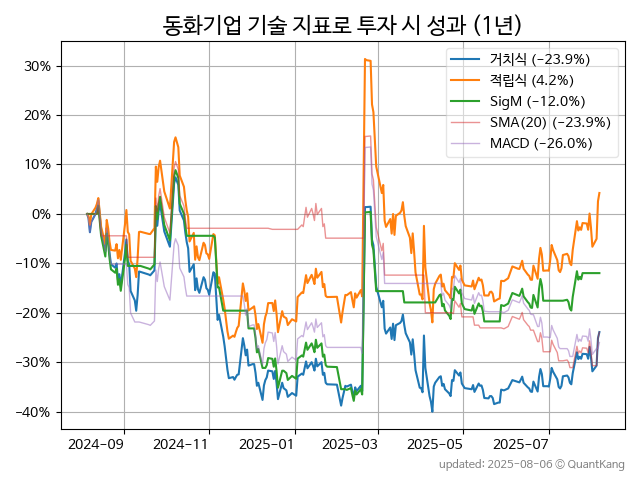 동화기업 기술 지표로 투자 시 성과 (1년)
거치식 (−23.9%)
적립식 (4.2%)
SigM (−12.0%)
SMA(20) (−23.9%)
MACD (−26.0%)
30%
20%
10%
0%
−10%
−20%
−30%
−40%
2024−09
2024−11
2025−01
2025−03
2025−05
2025−07
updated: 2025-08-06 © QuantKang